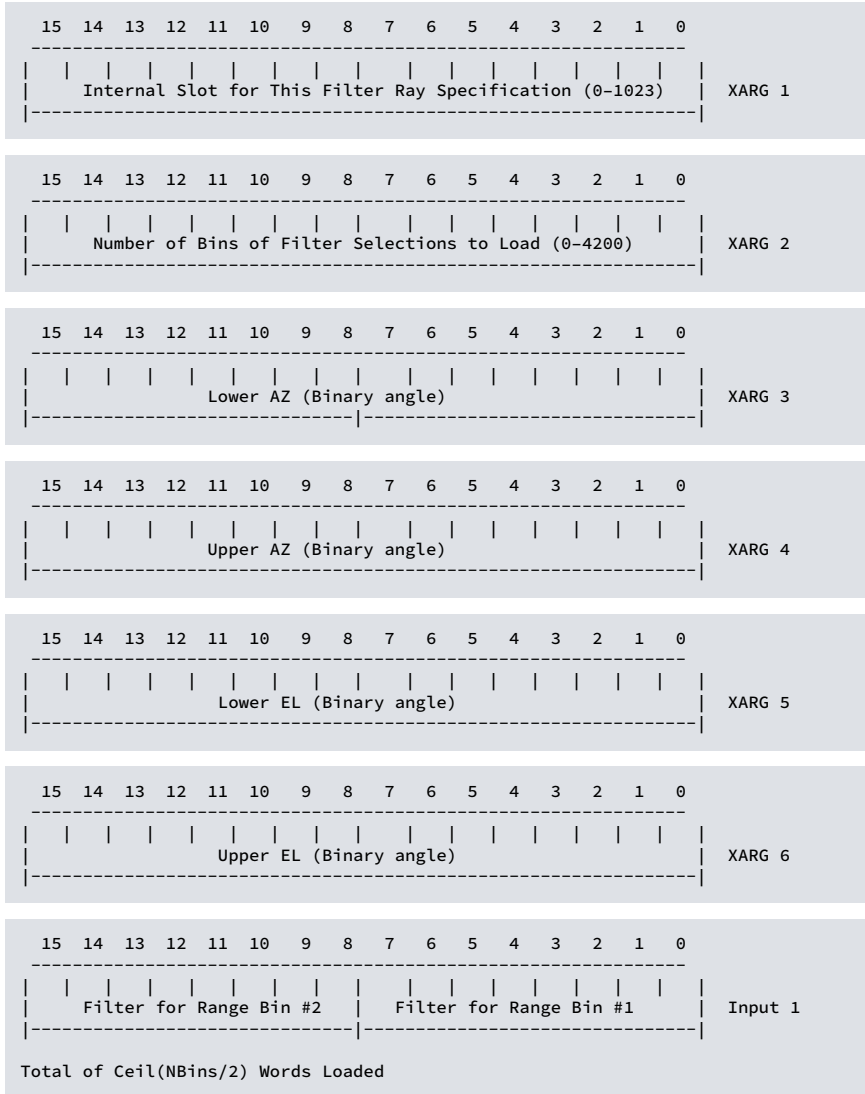 15 14 13 12 11 10 9 8 7 6 5 4 3 2 1 0
Internal Slot for This Filter Ray Specification (0–1023) XARG 1
15 14 13 12 11 10 9 8 7 6 5 4 3 2 1 0
Number of Bins of Filter Selections to Load (0–4200) XARG 2
15 14 13 12 11 10 9 8 7 6 5 4 3 2 1 0
Lower AZ (Binary angle) XARG 3
15 14 13 12 11 10 9 8 7 6 5 4 3 2 1 0
Upper AZ (Binary angle) XARG 4
15 14 13 12 11 10 9 8 7 6 5 4 3 2 1 0
Lower EL (Binary angle) XARG 5
15 14 13 12 11 10 9 8 7 6 5 4 3 2 1 0
Upper EL (Binary angle) XARG 6
15 14 13 12 11 10 9 8 7 6 5 4 3 2 1 0
Filter for Range Bin #2 | Filter for Range Bin #1 Input 1
Total of Ceil(NBins/2) Words Loaded